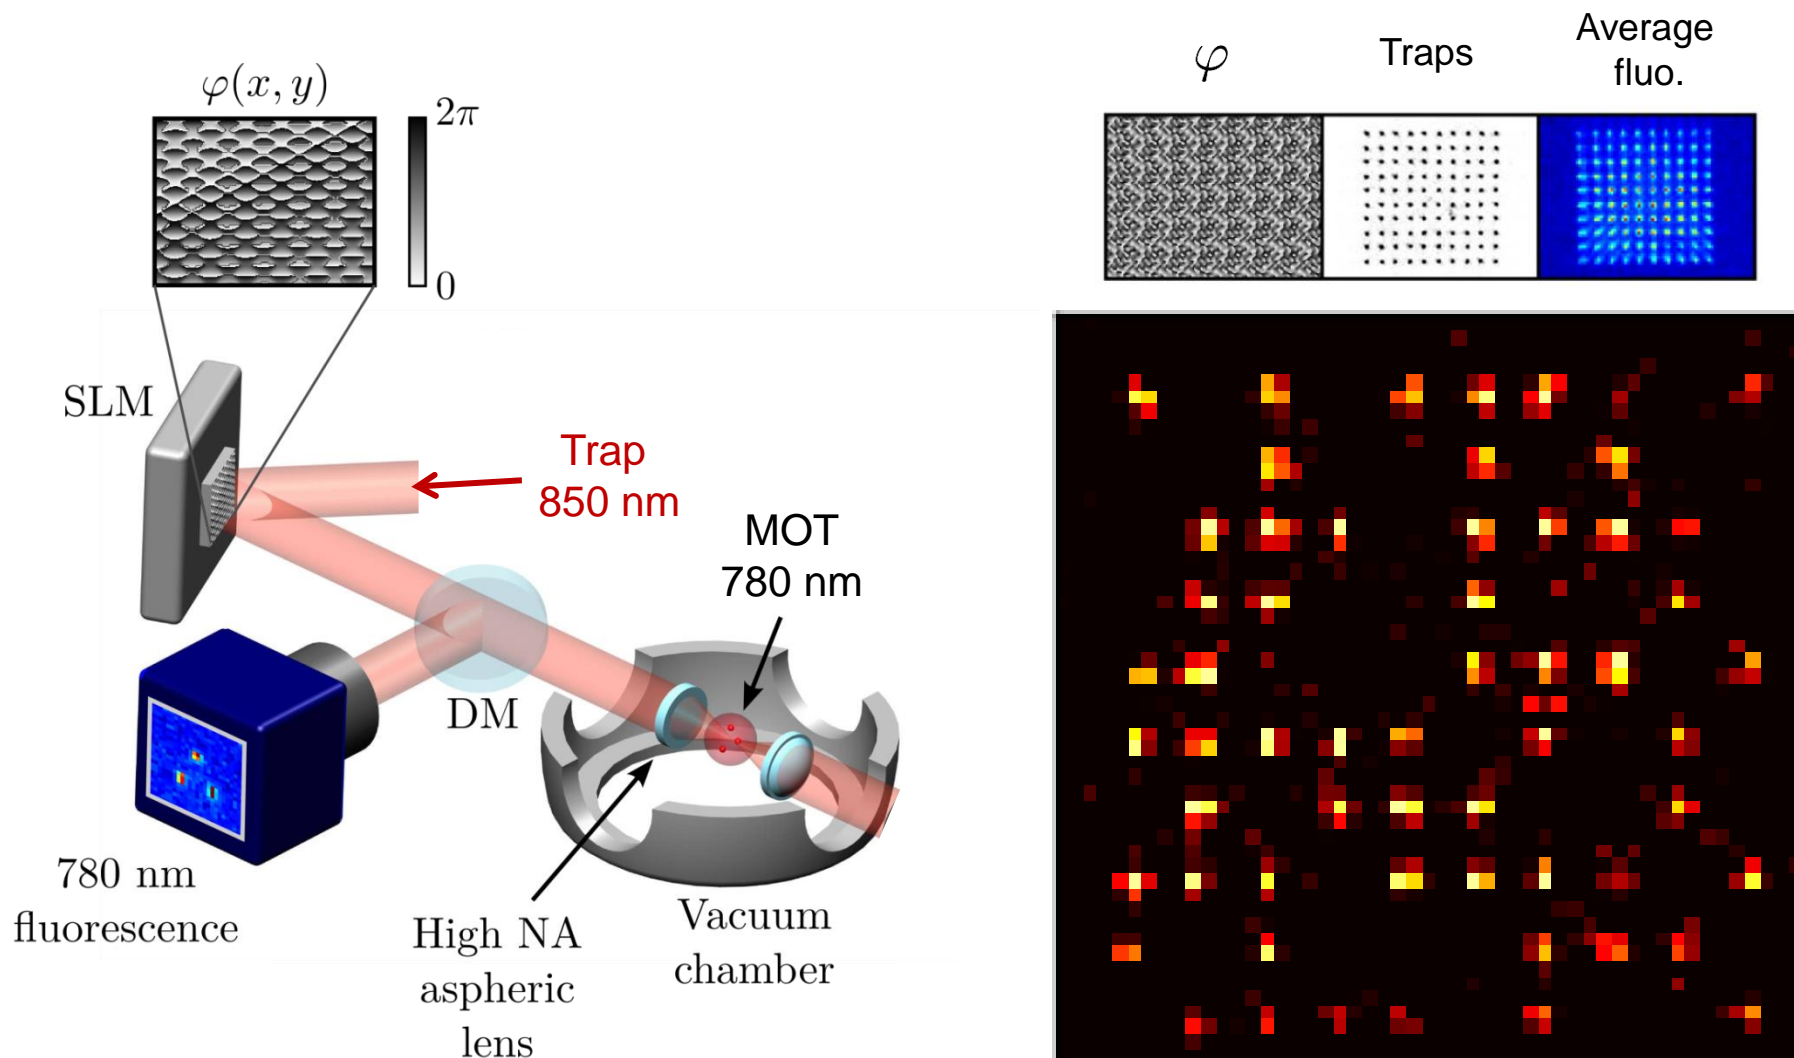 φ(x, y)
2π
0
SLM
Trap
850 nm
MOT
780 nm
DM
780 nm
fluorescence
High NA
aspheric
lens
Vacuum
chamber
φ
Traps
Average
fluo.